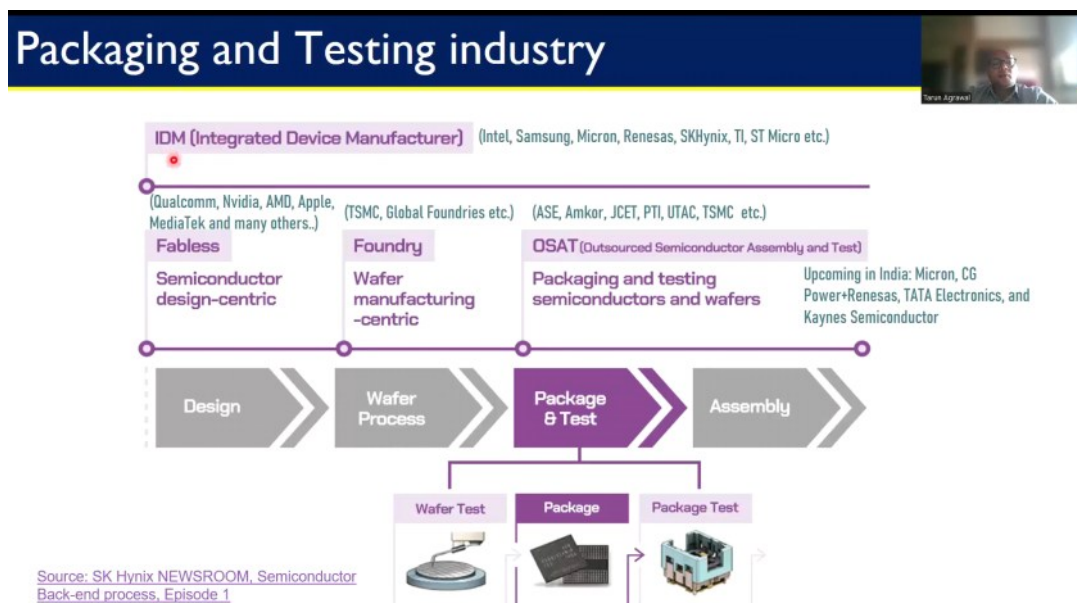 Packaging and Testing industry
Tarun Agrawal
IDM (Integrated Device Manufacturer) (Intel, Samsung, Micron, Renesas, SKHynix, TI, ST Micro etc.)
(Qualcomm, Nvidia, AMD, Apple,
MediaTek and many others..)
(TSMC, Global Foundries etc.)
(ASE, Amkor, JCET, PTI, UTAC, TSMC etc.)
Fabless
Semiconductor
design-centric
Foundry
Wafer
manufacturing
-centric
OSAT (Outsourced Semiconductor Assembly and Test)
Packaging and testing
semiconductors and wafers
Upcoming in India: Micron, CG
Power+Renesas, TATA Electronics, and
Kaynes Semiconductor
Design
Wafer
Process
Package
& Test
Assembly
Wafer Test
Package
Package Test
Source: SK Hynix NEWSROOM, Semiconductor
Back-end process, Episode 1